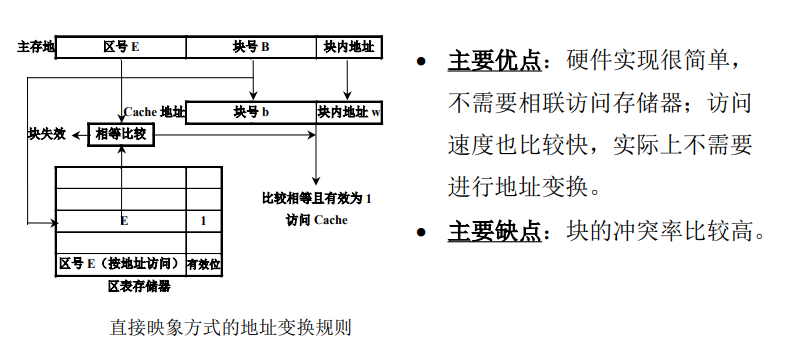 主存地
区号 E
块号 B
块内地址
Cache 地址
块号 b
块内地址 w
块失效
相等比较
比较相等且有效为 1
访问 Cache
E
1
区号 E（按地址访问）
有效位
区表存储器
直接映象方式的地址变换规则
• 主要优点：硬件实现很简单，
不需要相联访问存储器；访问
速度也比较快，实际上不需要
进行地址变换。
• 主要缺点：块的冲突率比较高。